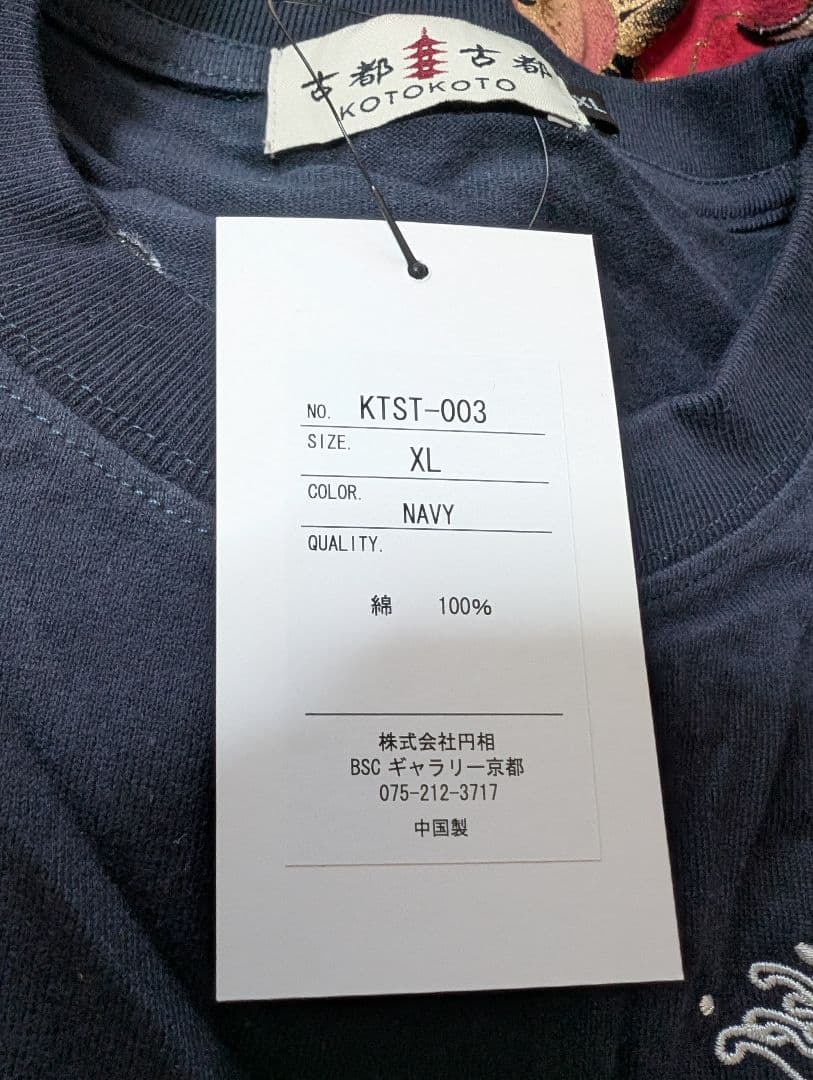 古都 古都
KOTOKOTO
XL
NO. KTST-003
SIZE.
XL
COLOR.
NAVY
QUALITY.
綿 100%
株式会社円相
BSC ギャラリー京都
075-212-3717
中国製